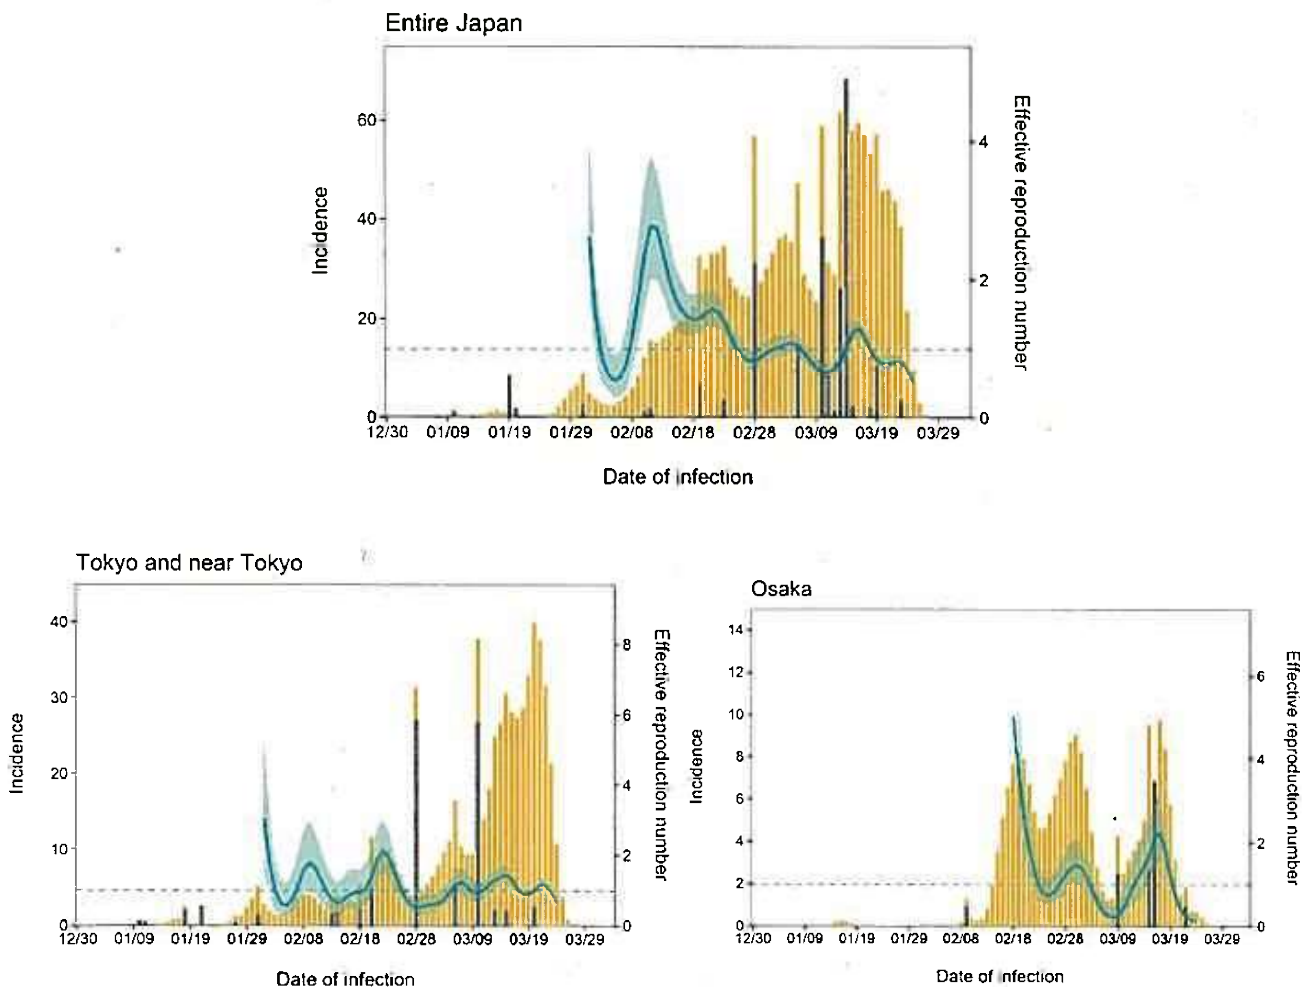 Entire Japan
60
40
20
0
4
2
0
Incidence
Effective reproduction number
12/30 01/09 01/19 01/29 02/08 02/18 02/28 03/09 03/19 03/29
Date of infection
Tokyo and near Tokyo
40
30
20
10
0
8
6
4
2
0
Incidence
Effective reproduction number
12/30 01/09 01/19 01/29 02/08 02/18 02/28 03/09 03/19 03/29
Date of infection
Osaka
14
12
10
8
6
4
2
0
6
4
2
0
Incidence
Effective reproduction number
12/30 01/09 01/19 01/29 02/08 02/18 02/28 03/09 03/19 03/29
Date of infection